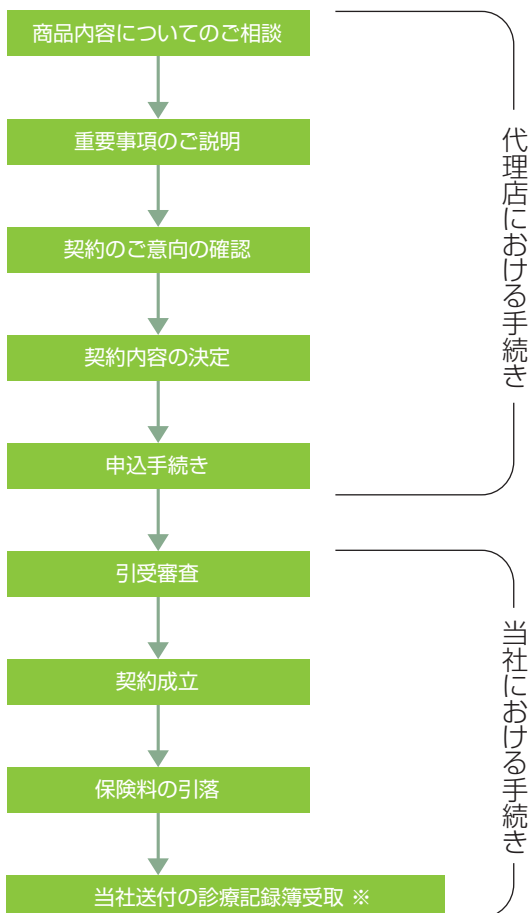 商品内容についてのご相談
重要事項のご説明
契約のご意向の確認
契約内容の決定
申込手続き
代理店における手続き
引受審査
契約成立
保険料の引落
当社送付の診療記録簿受取 ※
当社における手続き